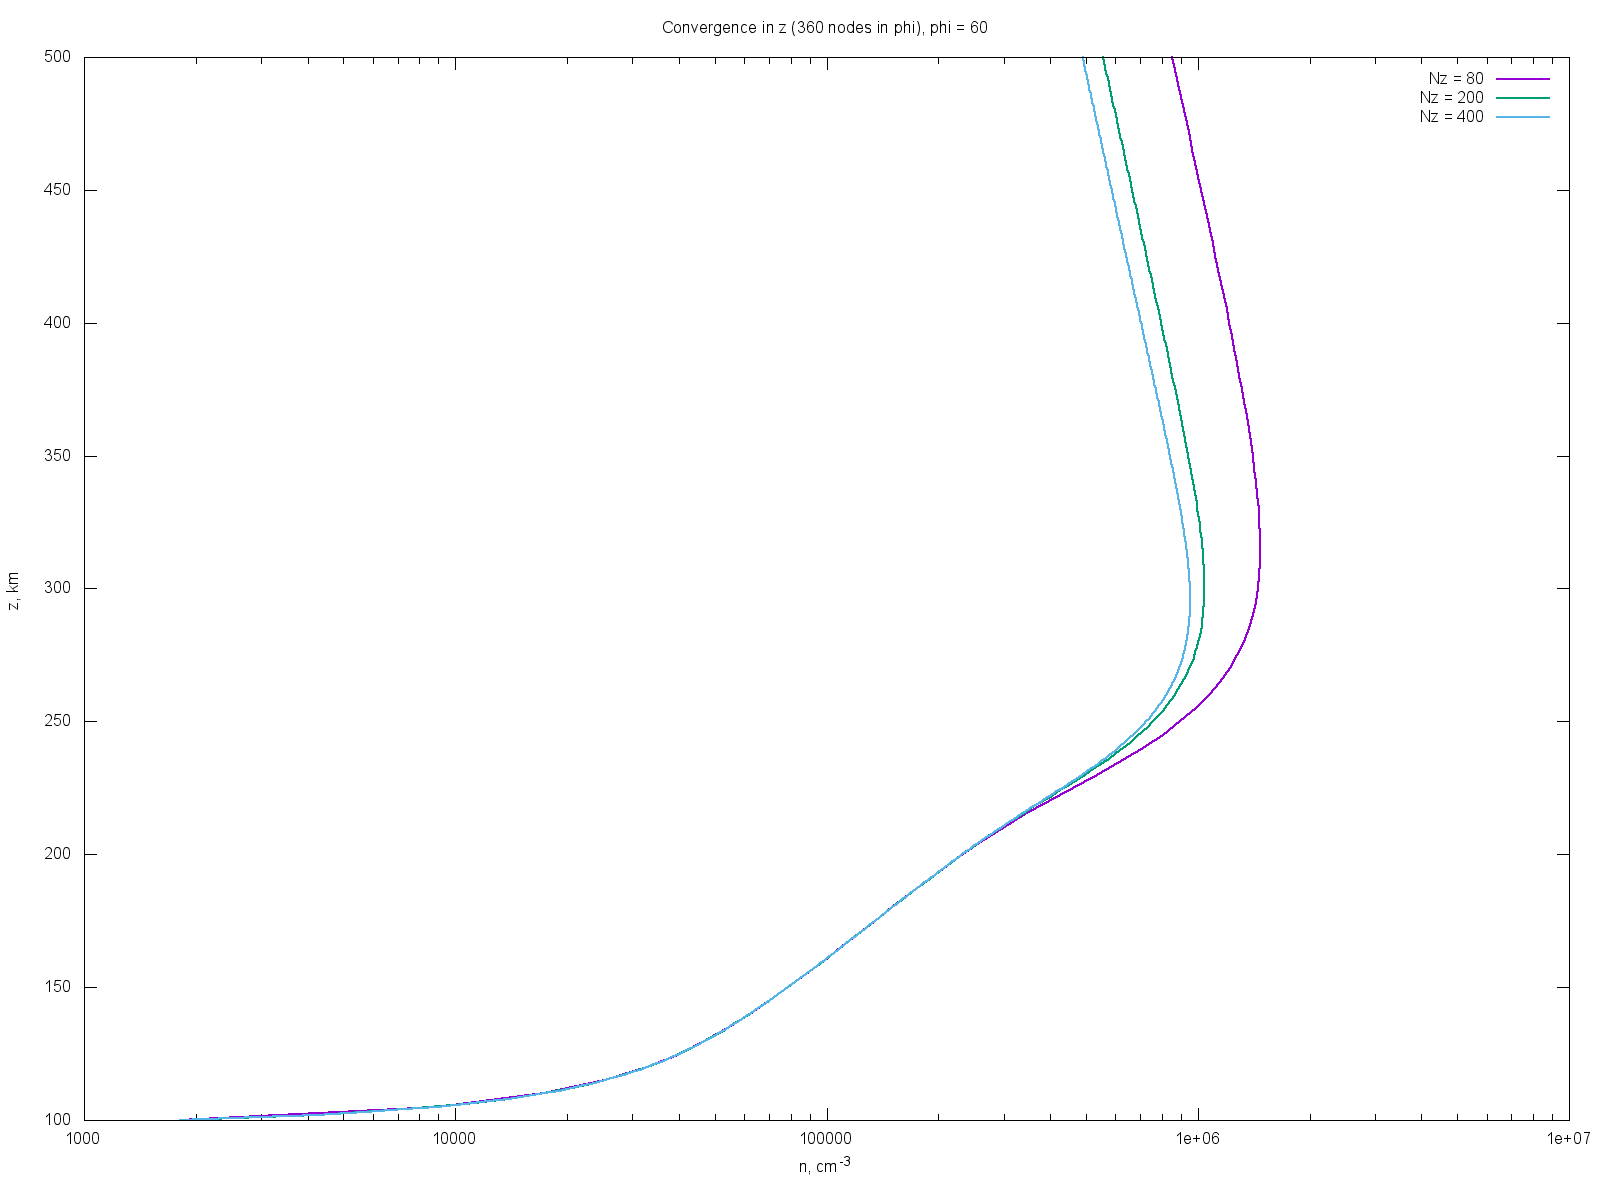 Convergence in z (360 nodes in phi), phi = 60
500
450
400
350
300
250
200
150
100
z, km
Nz = 80
Nz = 200
Nz = 400
1000 10000 100000 1e+06 1e+07
n, cm-3